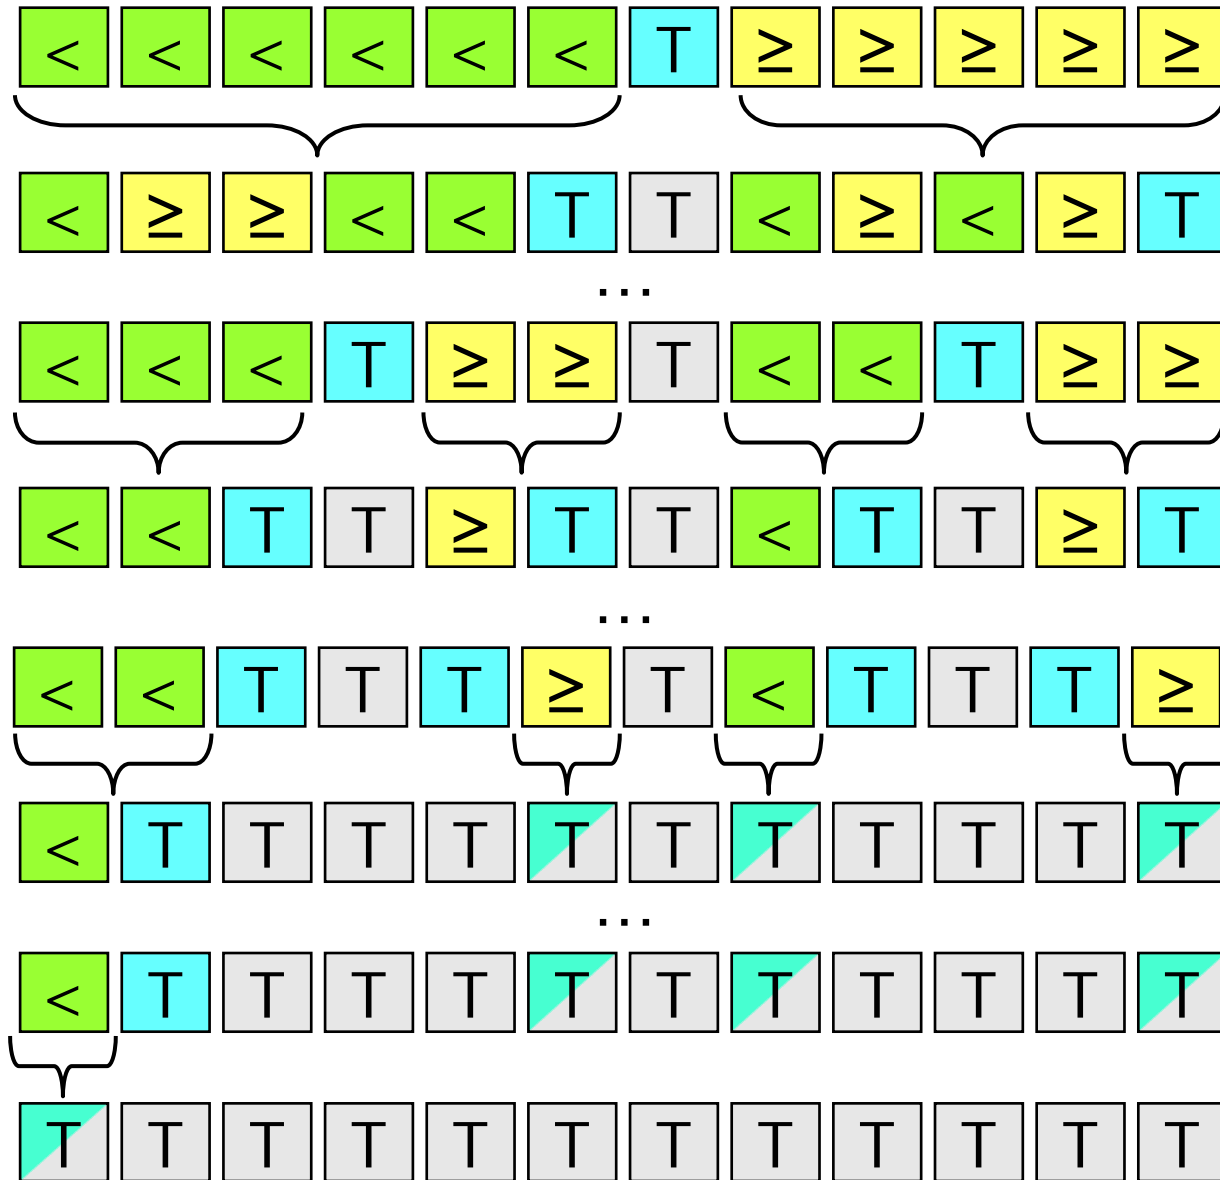 < < < < < < T ≥ ≥ ≥ ≥ ≥
< ≥ ≥ < < T T < ≥ < ≥ T
...
< < < T ≥ ≥ T < < T ≥ ≥
< < T T ≥ T T < T T ≥ T
...
< < T T T ≥ T < T T T ≥
< T T T T T T T T T T T
...
< T T T T T T T T T T T
T T T T T T T T T T T T